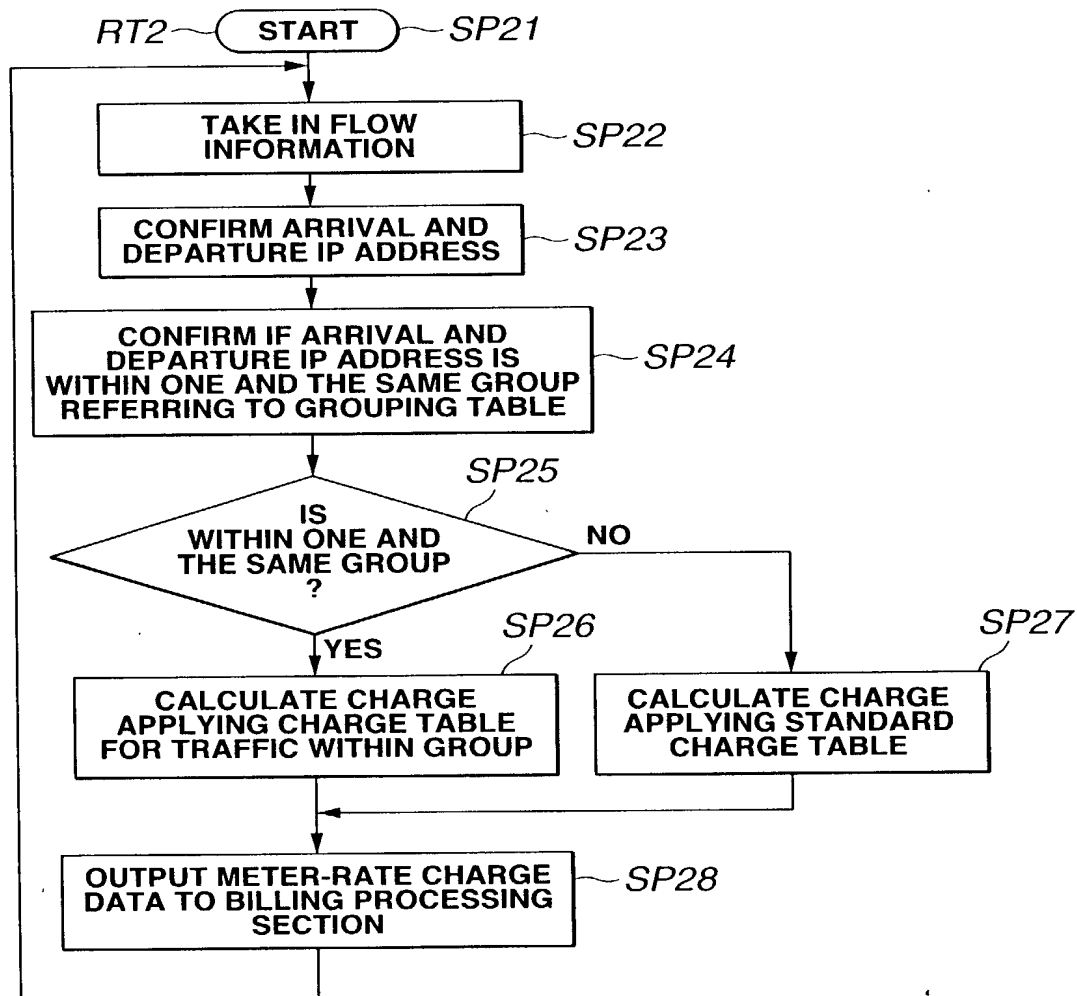 RT2 START SP21
TAKE IN FLOW
INFORMATION
SP22
CONFIRM ARRIVAL AND
DEPARTURE IP ADDRESS
SP23
CONFIRM IF ARRIVAL AND
DEPARTURE IP ADDRESS IS
WITHIN ONE AND THE SAME GROUP
REFERRING TO GROUPING TABLE
SP24
SP25
IS
WITHIN ONE AND
THE SAME GROUP
?
NO
YES
SP26
CALCULATE CHARGE
APPLYING CHARGE TABLE
FOR TRAFFIC WITHIN GROUP
SP27
CALCULATE CHARGE
APPLYING STANDARD
CHARGE TABLE
OUTPUT METER-RATE CHARGE
DATA TO BILLING PROCESSING
SECTION
SP28